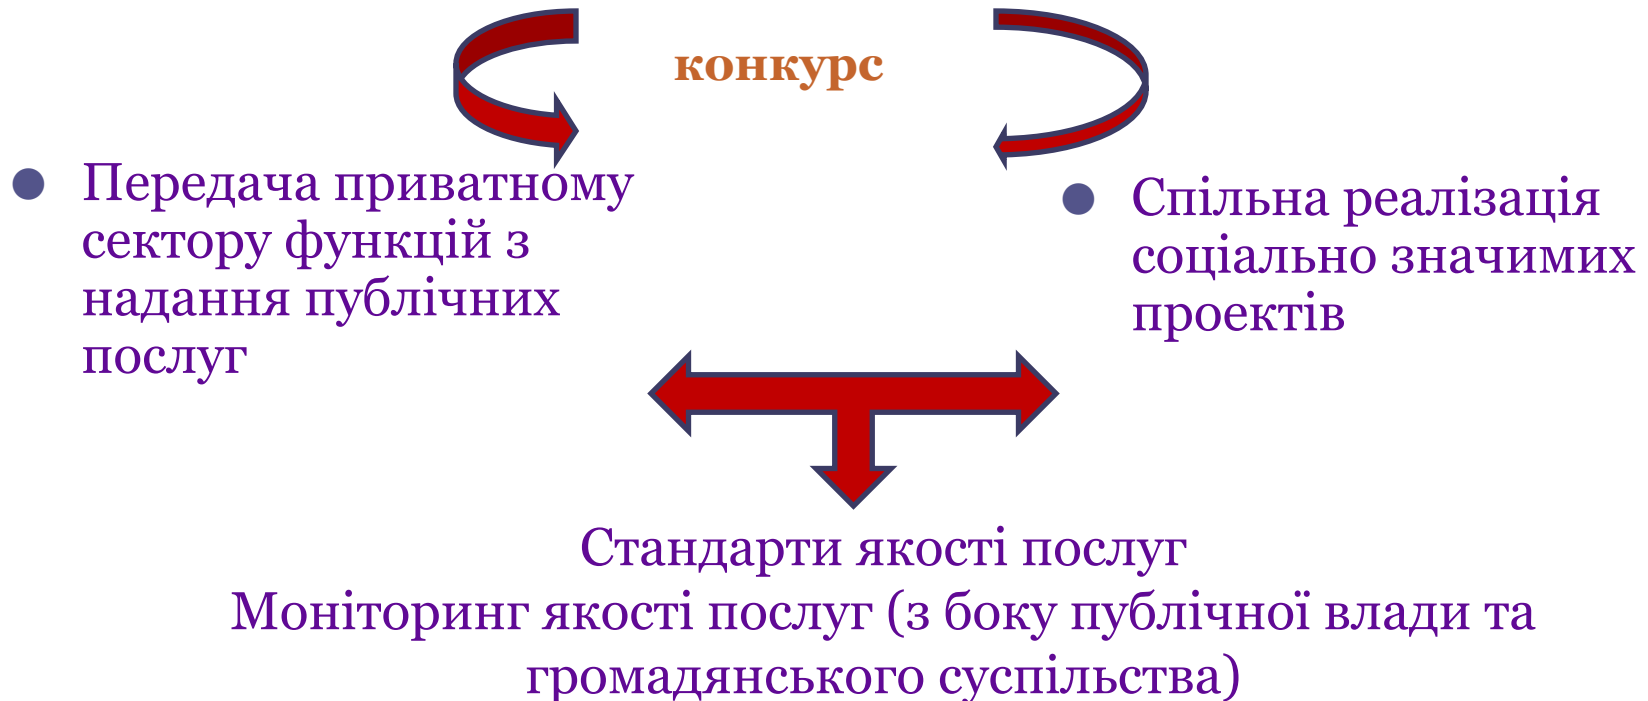 конкурс
Передача приватному
сектору функцій з
надання публічних
послуг
Спільна реалізація
соціально значимих
проектів
Стандарти якості послуг
Моніторинг якості послуг (з боку публічної влади та
громадянського суспільства)